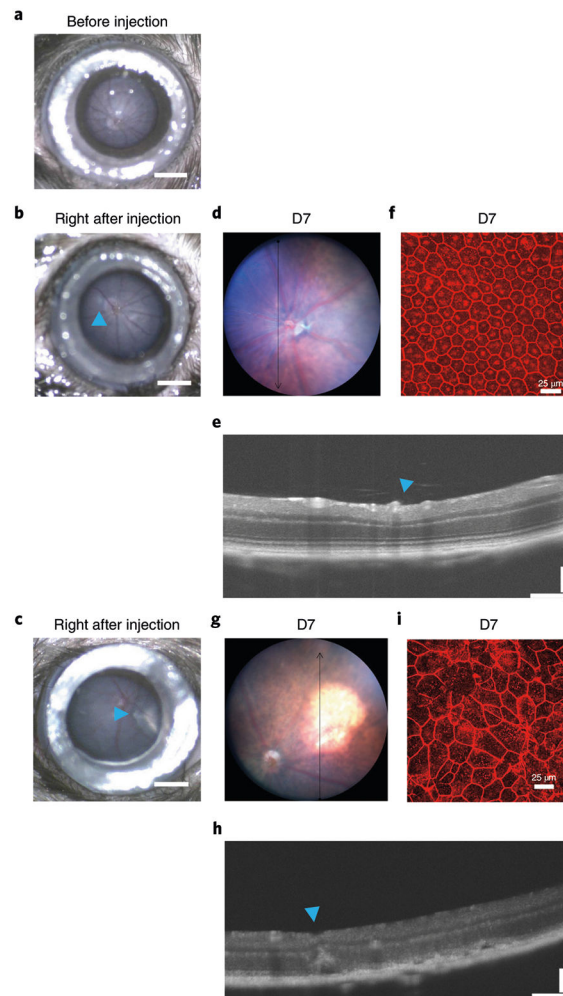 a
Before injection
b
Right after injection
d
D7
f
D7
25 μm
e
c
Right after injection
g
D7
i
D7
25 μm
h